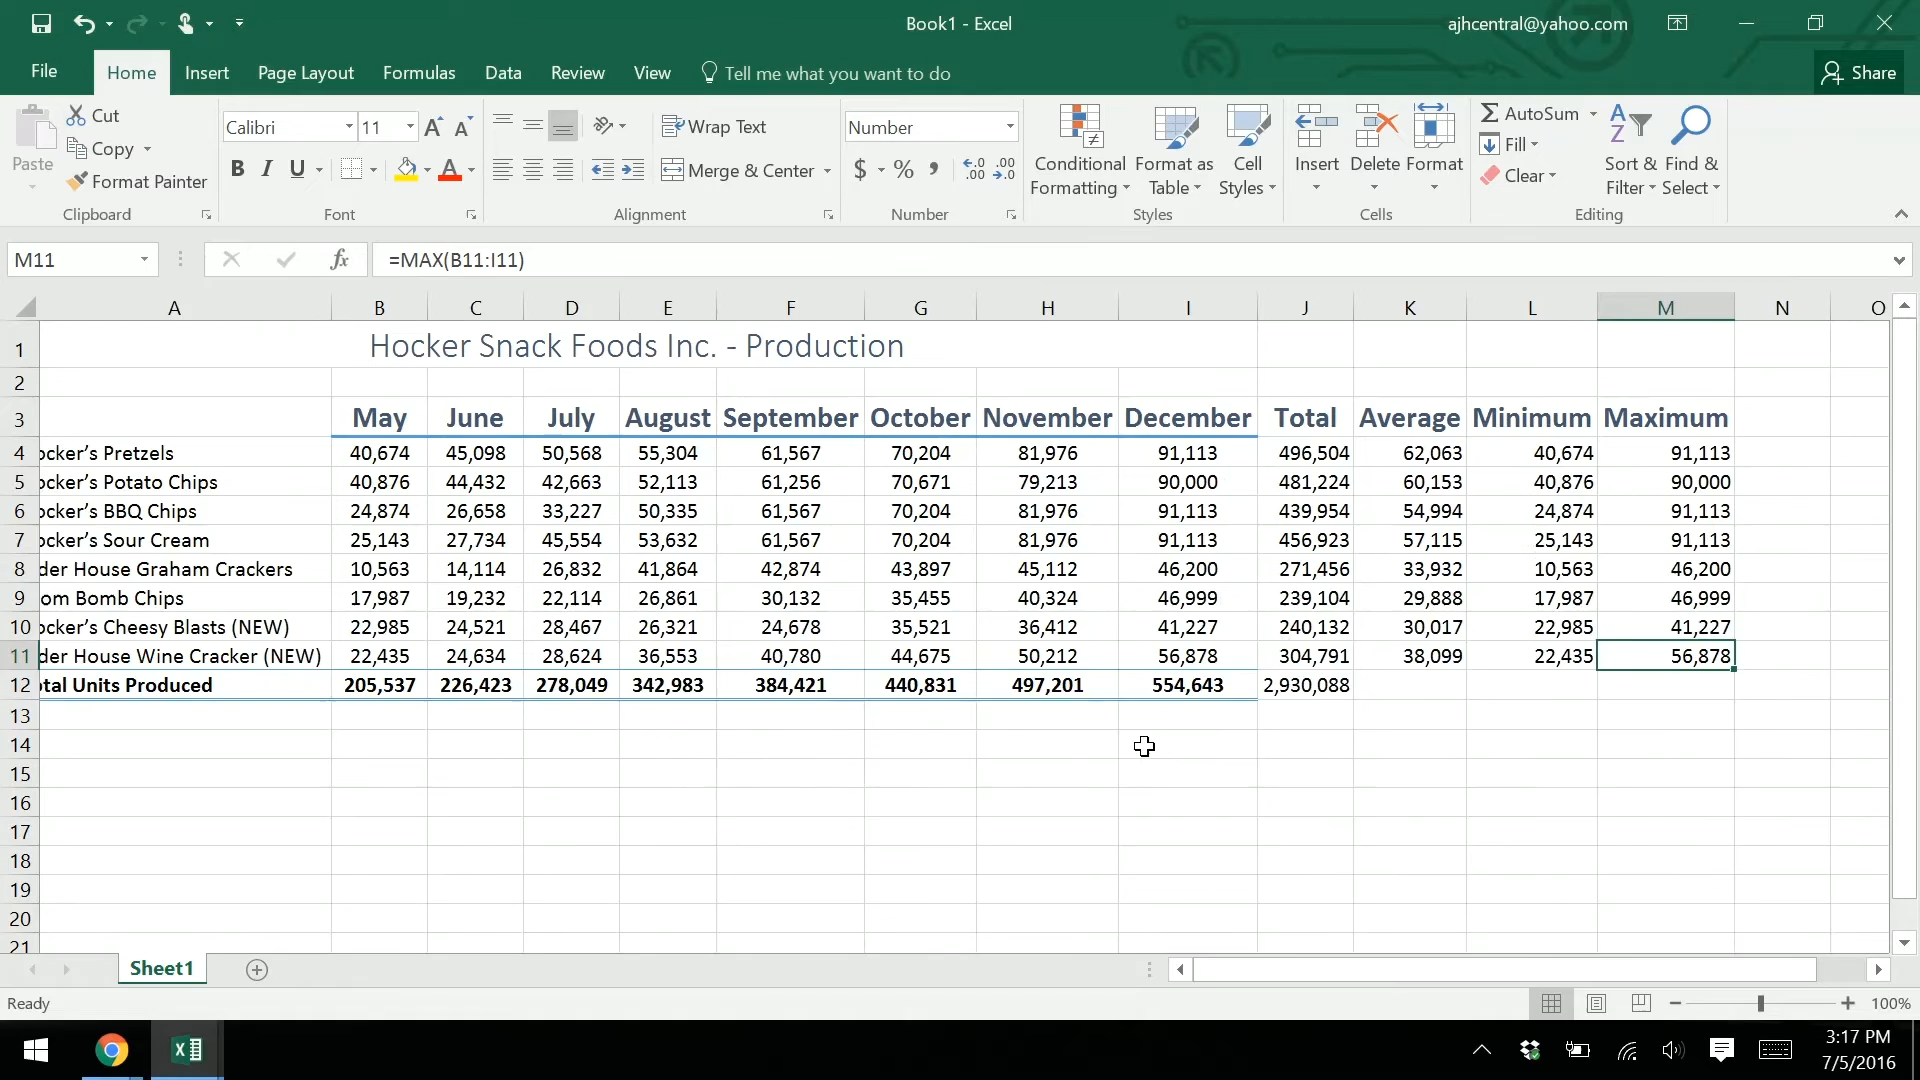 Book1 - Excel
ajhcentral@yahoo.com
File Home Insert Page Layout Formulas Data Review View Tell me what you want to do Share
Paste Cut Copy Format Painter
Clipboard
Calibri 11
B I U A
Font
Wrap Text
Merge & Center
Alignment
Number
$ % , .00 .0 .00 .0
Number
Conditional Formatting
Format as Table
Cell Styles
Styles
Insert Delete Format
Cells
AutoSum
Fill
Clear
Sort & Filter
Find & Select
Editing
M11 fx =MAX(B11:I11)
A B C D E F G H I J K L M N O
1 Hocker Snack Foods Inc. - Production
2
3 May June July August September October November December Total Average Minimum Maximum
4 ocker's Pretzels 40,674 45,098 50,568 55,304 61,567 70,204 81,976 91,113 496,504 62,063 40,674 91,113
5 ocker's Potato Chips 40,876 44,432 42,663 52,113 61,256 70,671 79,213 90,000 481,224 60,153 40,876 90,000
6 ocker's BBQ Chips 24,874 26,658 33,227 50,335 61,567 70,204 81,976 91,113 439,954 54,994 24,874 91,113
7 ocker's Sour Cream 25,143 27,734 45,554 53,632 61,567 70,204 81,976 91,113 456,923 57,115 25,143 91,113
8 der House Graham Crackers 10,563 14,114 26,832 41,864 42,874 43,897 45,112 46,200 271,456 33,932 10,563 46,200
9 om Bomb Chips 17,987 19,232 22,114 26,861 30,132 35,455 40,324 46,999 239,104 29,888 17,987 46,999
10 ocker's Cheesy Blasts (NEW) 22,985 24,521 28,467 26,321 24,678 35,521 36,412 41,227 240,132 30,017 22,985 41,227
11 der House Wine Cracker (NEW) 22,435 24,634 28,624 36,553 40,780 44,675 50,212 56,878 304,791 38,099 22,435 56,878
12 otal Units Produced 205,537 226,423 278,049 342,983 384,421 440,831 497,201 554,643 2,930,088
13
14
15
16
17
18
19
20
21
Sheet1
Ready 100%
3:17 PM
7/5/2016